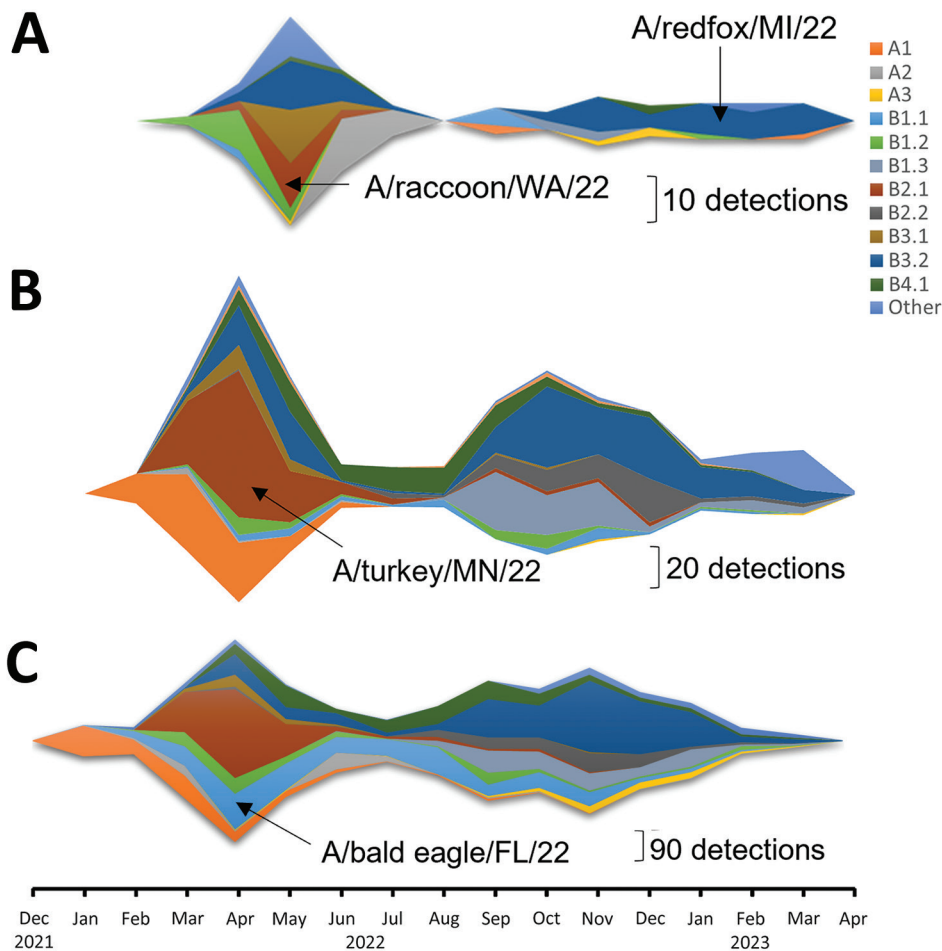 A
A/redfox/MI/22
A/raccoon/WA/22
10 detections
A1
A2
A3
B1.1
B1.2
B1.3
B2.1
B2.2
B3.1
B3.2
B4.1
Other
B
A/turkey/MN/22
20 detections
C
A/bald eagle/FL/22
90 detections
Dec Jan Feb Mar Apr May Jun Jul Aug Sep Oct Nov Dec Jan Feb Mar Apr
2021 2022 2023